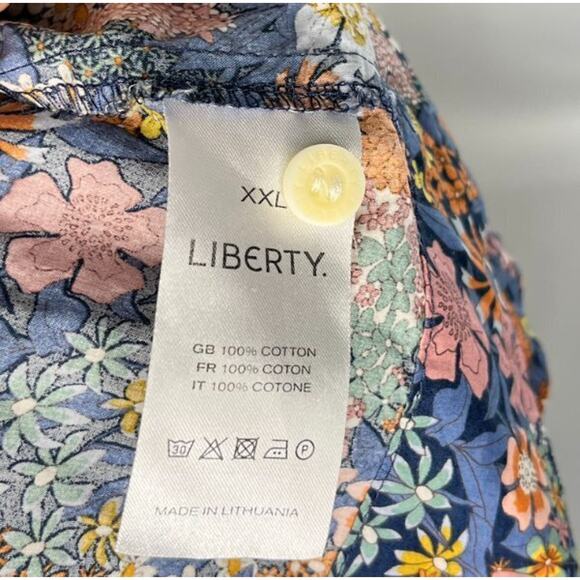 XXL
LIBERTY.
GB 100% COTTON
FR 100% COTON
IT 100% COTONE
30 P
MADE IN LITHUANIA